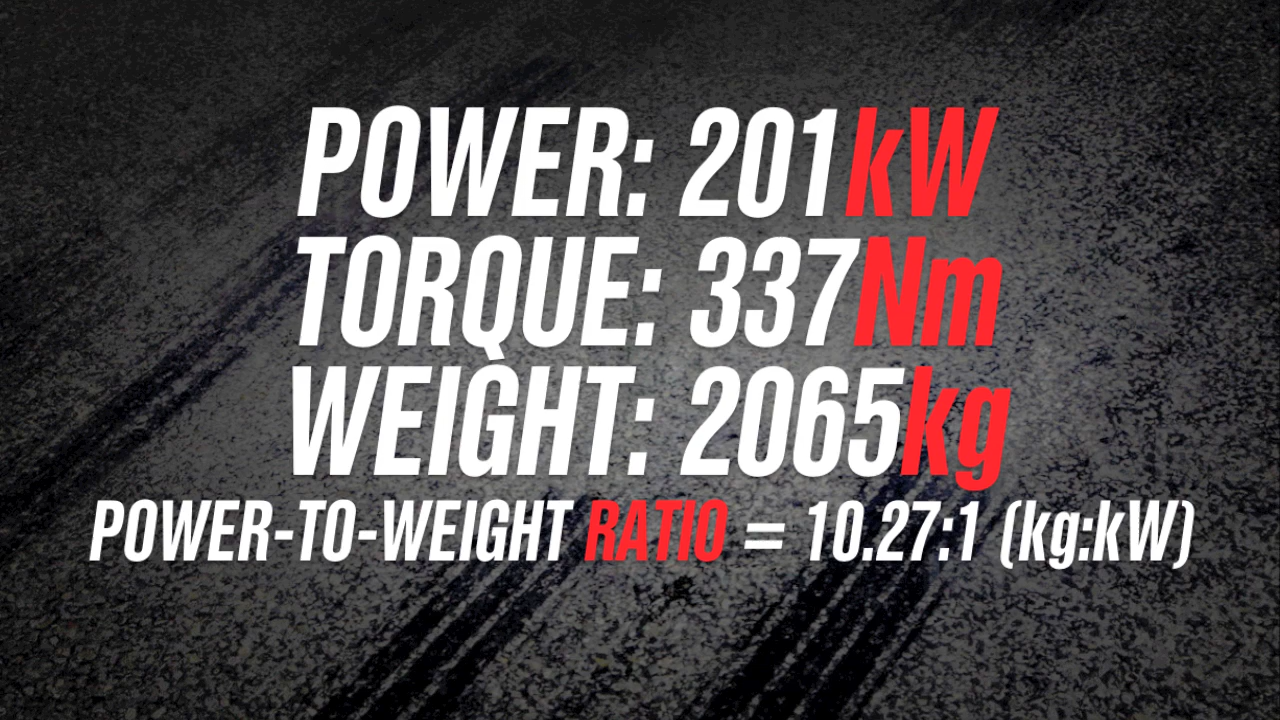 POWER: 201kW
TORQUE: 337Nm
WEIGHT: 2065kg
POWER-TO-WEIGHT RATIO = 10.27:1 (kg:kW)